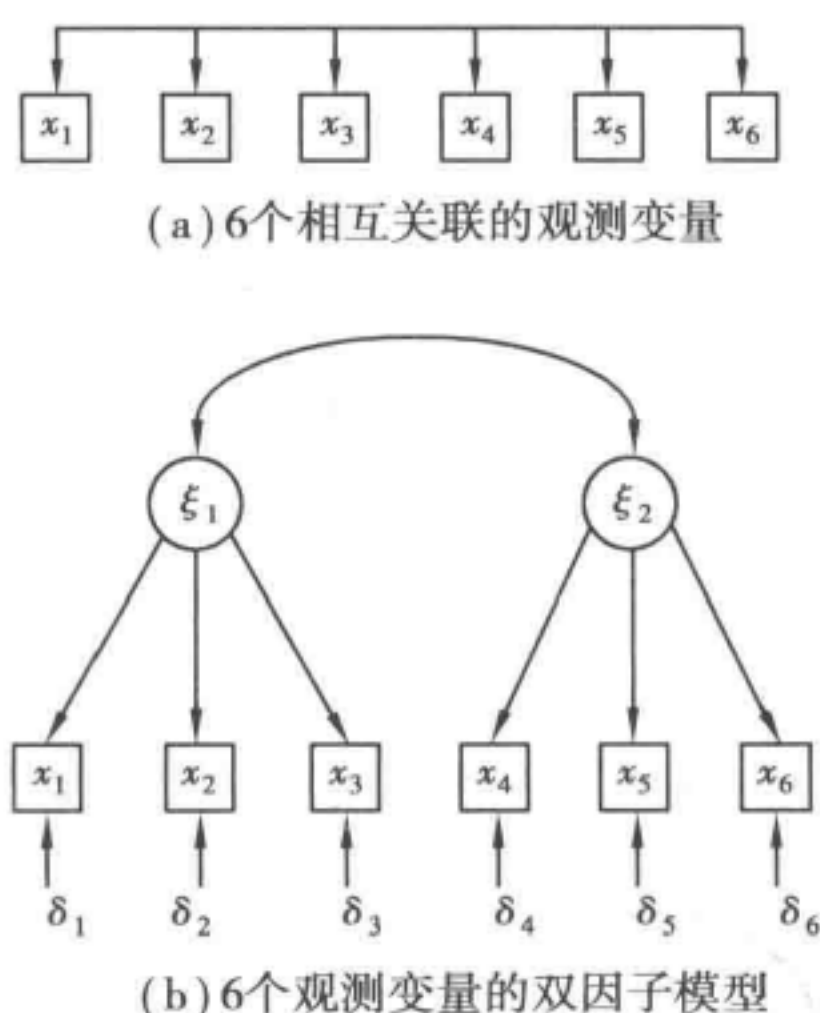 x₁ x₂ x₃ x₄ x₅ x₆
(a)6个相互关联的观测变量
ξ₁ ξ₂
x₁ x₂ x₃ x₄ x₅ x₆
δ₁ δ₂ δ₃ δ₄ δ₅ δ₆
(b)6个观测变量的双因子模型